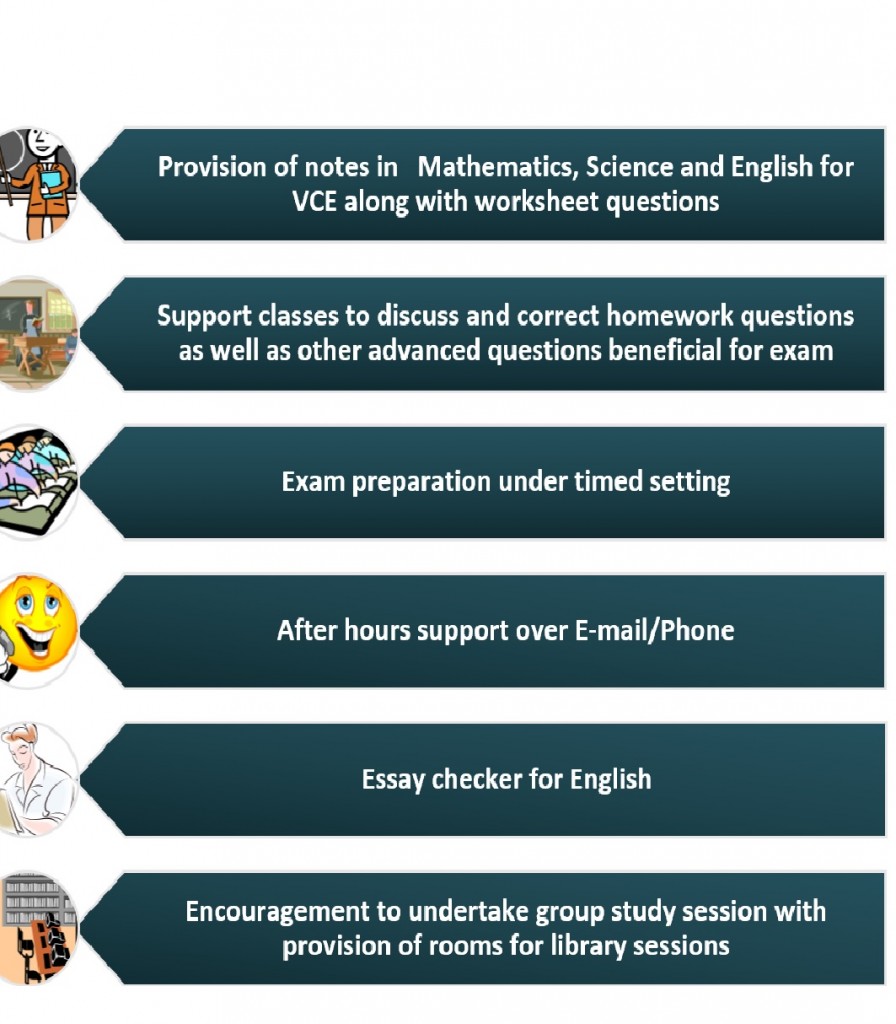 Provision of notes in   Mathematics, Science and English for
VCE along with worksheet questions
Support classes to discuss and correct homework questions
as well as other advanced questions beneficial for exam
Exam preparation under timed setting
After hours support over E-mail/Phone
Essay checker for English
Encouragement to undertake group study session with
provision of rooms for library sessions